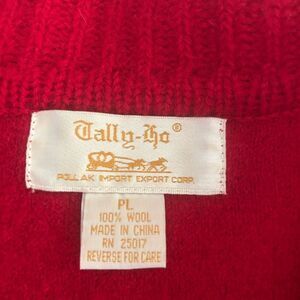 Tally-Ho ®
POLLAK IMPORT EXPORT CORP.
PL
100% WOOL
MADE IN CHINA
RN 25017
REVERSE FOR CARE